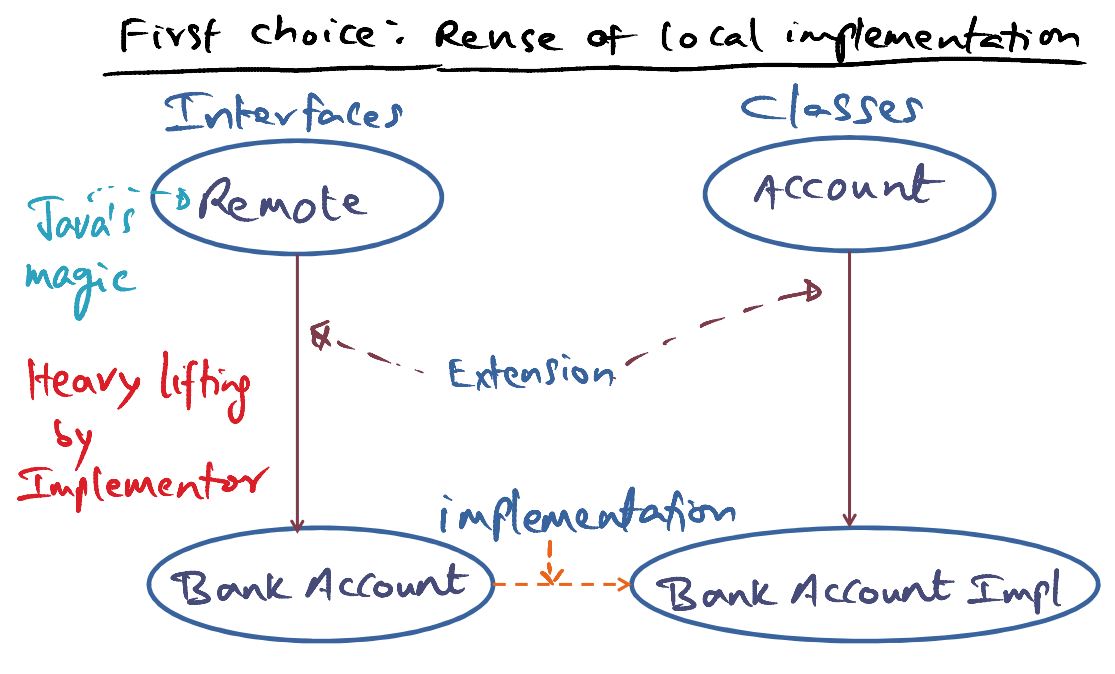 First choice: Reuse of local implementation
Interfaces
Classes
Remote
Account
Java's
magic
Extension
Heavy lifting
by
Implementor
implementation
Bank Account
Bank Account Impl